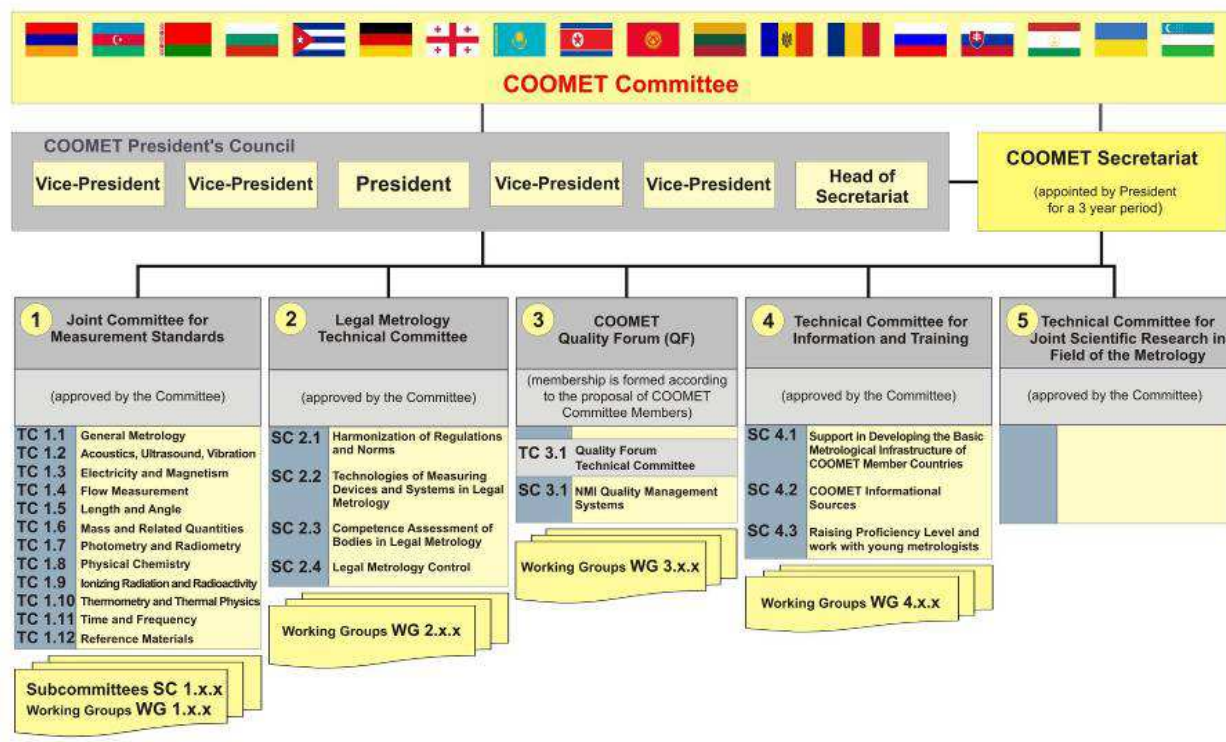 COOMET Committee
COOMET President's Council
Vice-President
Vice-President
President
Vice-President
Vice-President
Head of
Secretariat
COOMET Secretariat
(appointed by President
for a 3 year period)
1
Joint Committee for
Measurement Standards
(approved by the Committee)
TC 1.1 General Metrology
TC 1.2 Acoustics, Ultrasound, Vibration
TC 1.3 Electricity and Magnetism
TC 1.4 Flow Measurement
TC 1.5 Length and Angle
TC 1.6 Mass and Related Quantities
TC 1.7 Photometry and Radiometry
TC 1.8 Physical Chemistry
TC 1.9 Ionizing Radiation and Radioactivity
TC 1.10 Thermometry and Thermal Physics
TC 1.11 Time and Frequency
TC 1.12 Reference Materials
Subcommittees SC 1.x.x
Working Groups WG 1.x.x
2
Legal Metrology
Technical Committee
(approved by the Committee)
SC 2.1 Harmonization of Regulations
and Norms
SC 2.2 Technologies of Measuring
Devices and Systems in Legal
Metrology
SC 2.3 Competence Assessment of
Bodies in Legal Metrology
SC 2.4 Legal Metrology Control
Working Groups WG 2.x.x
3
COOMET
Quality Forum (QF)
(membership is formed according
to the proposal of COOMET
Committee Members)
TC 3.1 Quality Forum
Technical Committee
SC 3.1 NMI Quality Management
Systems
Working Groups WG 3.x.x
4
Technical Committee for
Information and Training
(approved by the Committee)
SC 4.1 Support in Developing the Basic
Metrological Infrastructure of
COOMET Member Countries
SC 4.2 COOMET Informational
Sources
SC 4.3 Raising Proficiency Level and
work with young metrologists
Working Groups WG 4.x.x
5
Technical Committee for
Joint Scientific Research in
Field of the Metrology
(approved by the Committee)